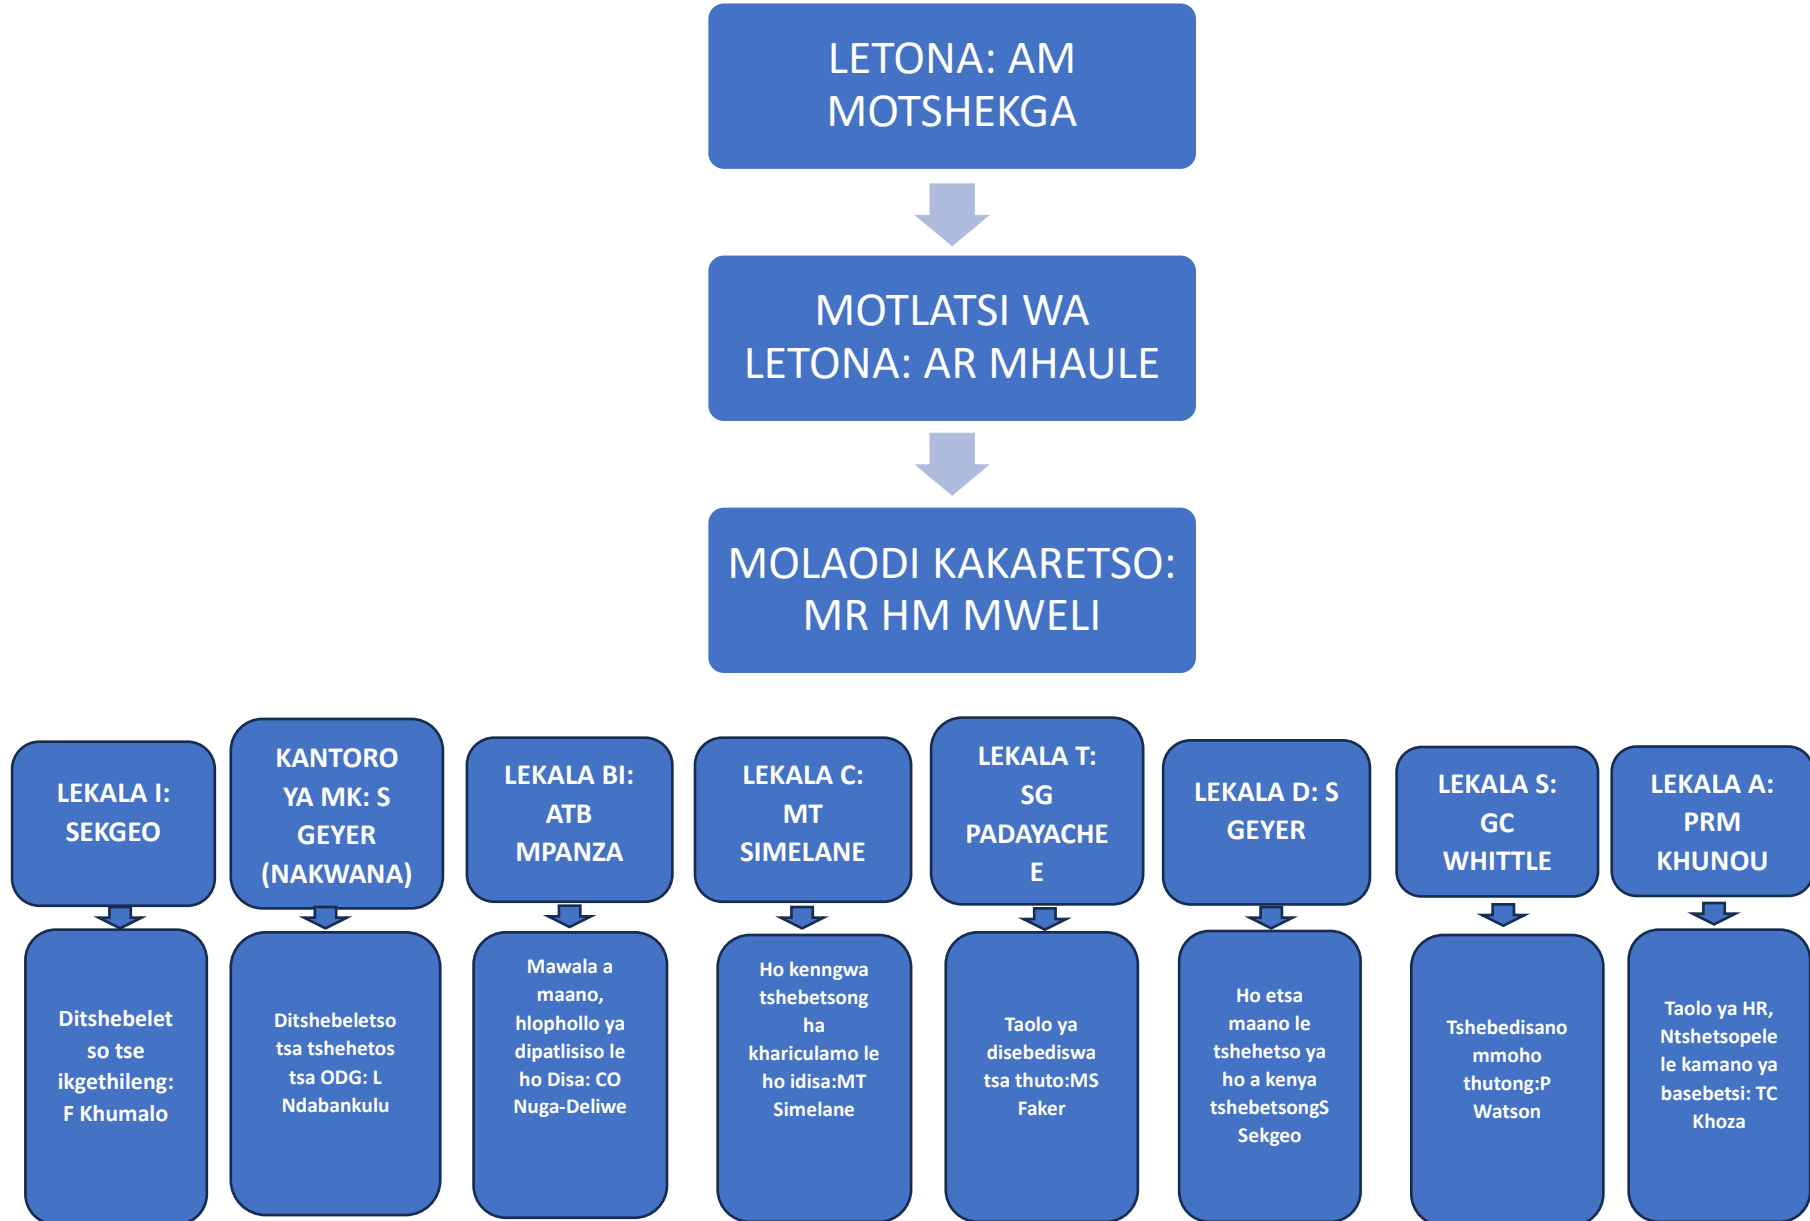 LETONA: AM
MOTSHEKGA
MOTLATSI WA
LETONA: AR MHAULE
MOLAODI KAKARETSO:
MR HM MWELI
LEKALA I:
SEKGEO
KANTORO
YA MK: S
GEYER
(NAKWANA)
LEKALA BI:
ATB
MPANZA
LEKALA C:
MT
SIMELANE
LEKALA T:
SG
PADAYACHE
E
LEKALA D: S
GEYER
LEKALA S:
GC
WHITTLE
LEKALA A:
PRM
KHUNOU
Ditshebelet
so tse
ikgethileng:
F Khumalo
Ditshebeletso
tsa tshehetos
tsa ODG: L
Ndabankulu
Mawala a
maano,
hlophollo ya
dipatlisiso le
ho Disa: CO
Nuga-Deliwe
Ho kenngwa
tshebetsong
ha
khariculamo le
ho idisa:MT
Simelane
Taolo ya
disebediswa
tsa thuto:MS
Faker
Ho etsa
maano le
tshehetso ya
ho a kenya
tshebetsongS
Sekgeo
Tshebedisano
mmoho
thutong:P
Watson
Taolo ya HR,
Ntshetsopele
le kamano ya
basebetsi: TC
Khoza